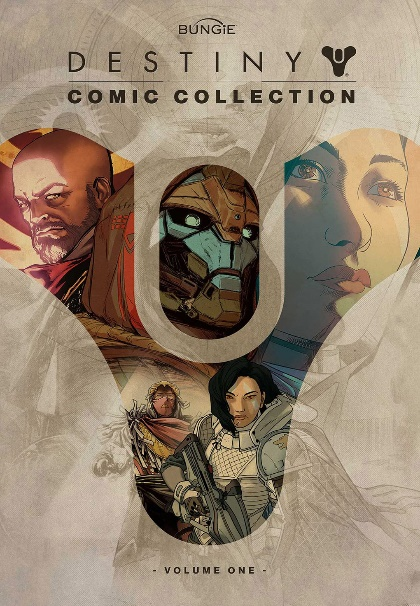 BUNGiE
DESTINY
COMIC COLLECTION
- VOLUME ONE -